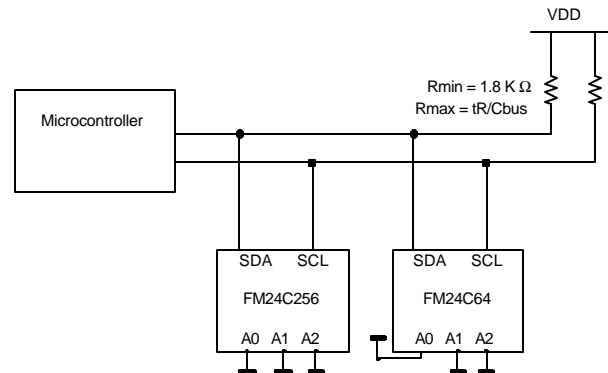 VDD
Rmin = 1.8 K Ω
Rmax = tR/Cbus
Microcontroller
SDA SCL
FM24C256
A0 A1 A2
SDA SCL
FM24C64
A0 A1 A2